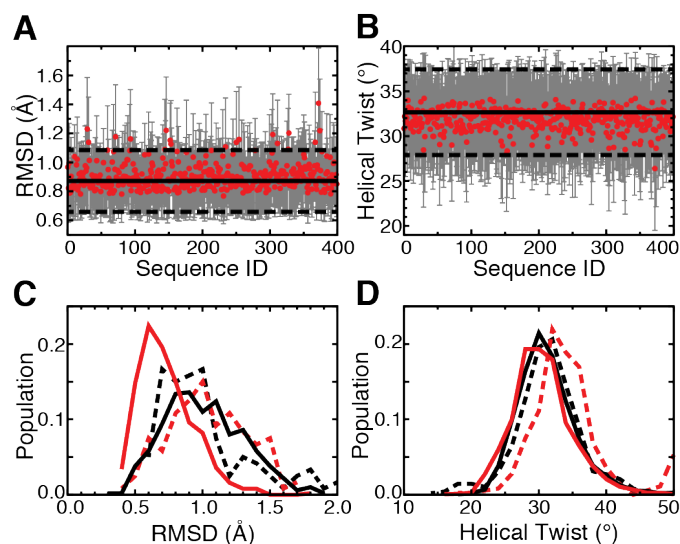 A
B
RMSD (Å)
1.6
1.4
1.2
1.0
0.8
0.6
0 100 200 300 400
Sequence ID
Helical Twist (°)
40
35
30
25
20
0 100 200 300 400
Sequence ID
C
D
Population
0.2
0.1
0.0
0.0 0.5 1.0 1.5 2.0
RMSD (Å)
Population
0.2
0.1
0.0
10 20 30 40 50
Helical Twist (°)